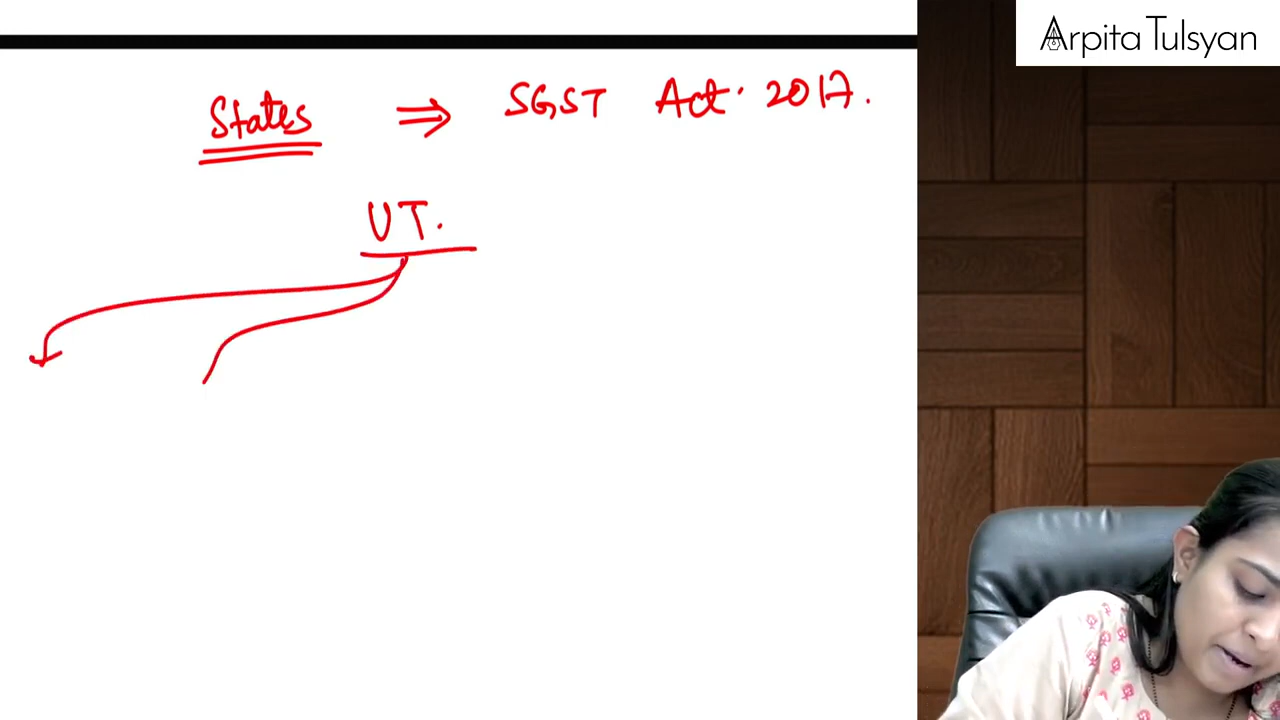 Arpita Tulsyan
States ⇒ SGST Act. 2017.
UT.